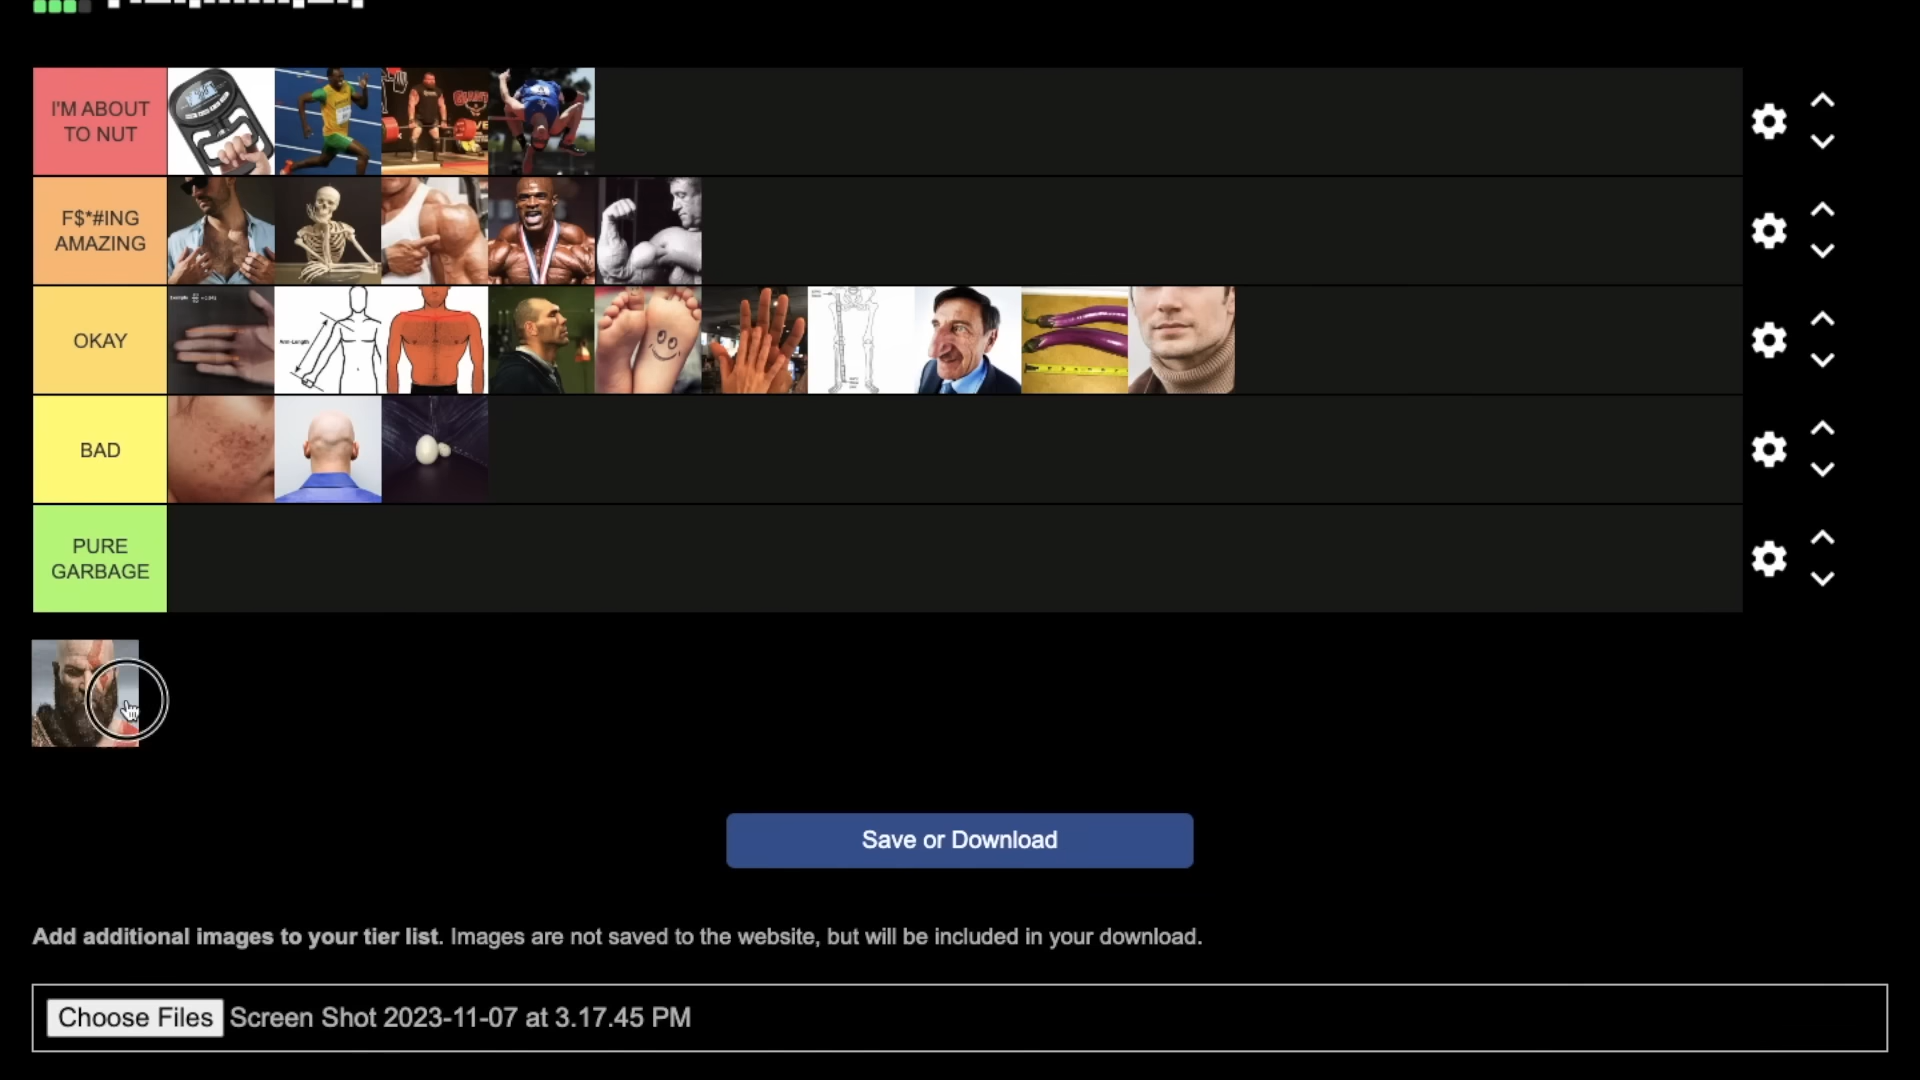 I'M ABOUT
TO NUT
F$*#ING
AMAZING
OKAY
Arm-Length
BAD
PURE
GARBAGE
Save or Download
Add additional images to your tier list. Images are not saved to the website, but will be included in your download.
Choose Files Screen Shot 2023-11-07 at 3.17.45 PM